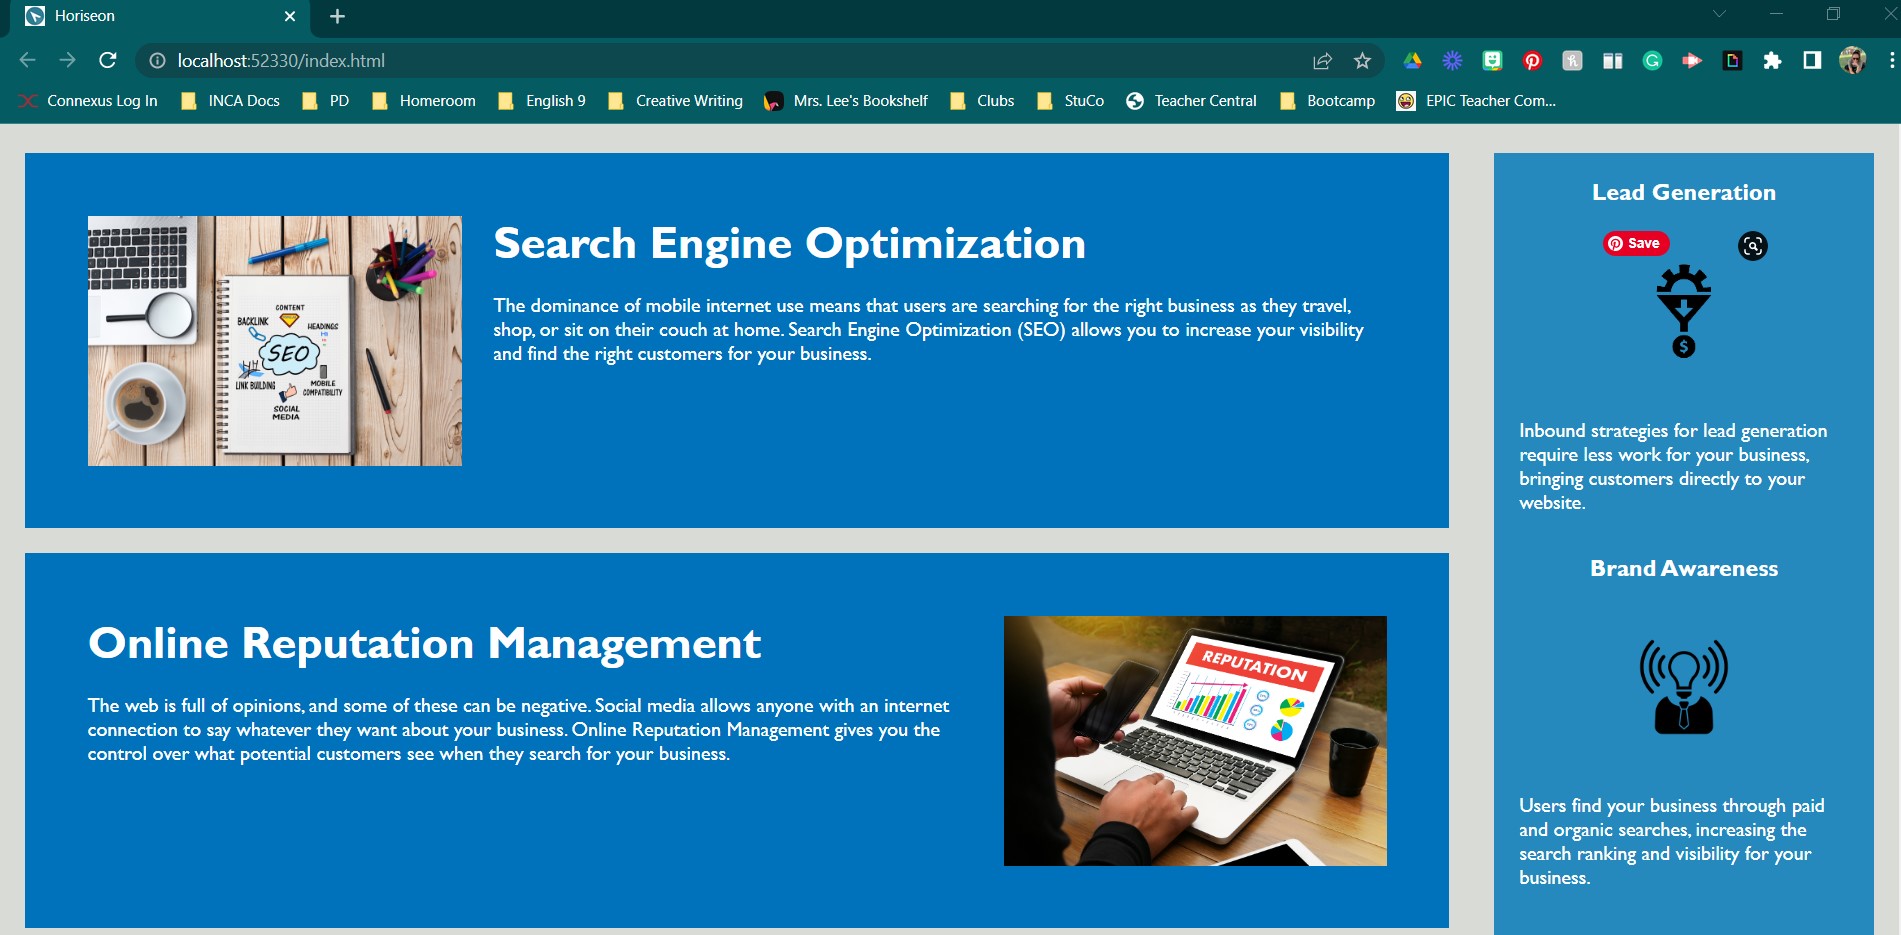 Horiseon
localhost:52330/index.html
Connexus Log In
INCA Docs
PD
Homeroom
English 9
Creative Writing
Mrs. Lee's Bookshelf
Clubs
StuCo
Teacher Central
Bootcamp
EPIC Teacher Com...
Search Engine Optimization
The dominance of mobile internet use means that users are searching for the right business as they travel,
shop, or sit on their couch at home. Search Engine Optimization (SEO) allows you to increase your visibility
and find the right customers for your business.
CONTENT
BACKLINK
HEADINGS
SEO
LINK BUILDING
MOBILE
COMPATIBILITY
SOCIAL
MEDIA
Online Reputation Management
The web is full of opinions, and some of these can be negative. Social media allows anyone with an internet
connection to say whatever they want about your business. Online Reputation Management gives you the
control over what potential customers see when they search for your business.
REPUTATION
Lead Generation
Save
$
Inbound strategies for lead generation
require less work for your business,
bringing customers directly to your
website.
Brand Awareness
Users find your business through paid
and organic searches, increasing the
search ranking and visibility for your
business.